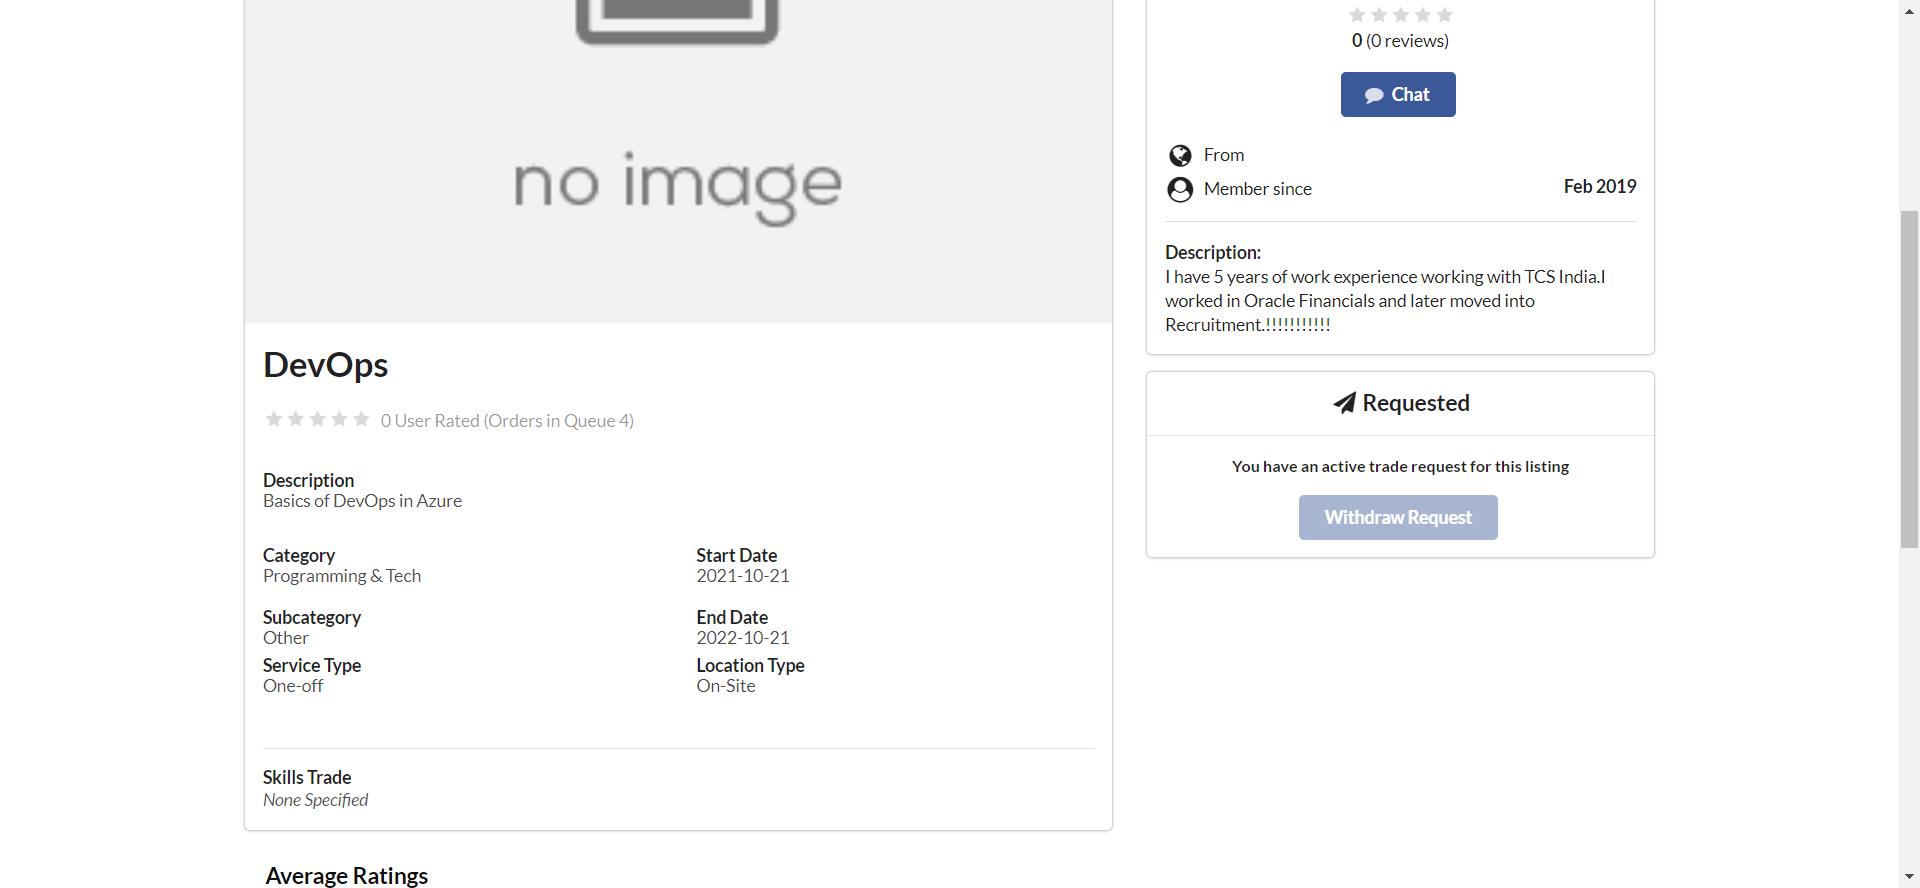 no image
DevOps
0 User Rated (Orders in Queue 4)
Description
Basics of DevOps in Azure
Category
Programming & Tech
Start Date
2021-10-21
Subcategory
Other
End Date
2022-10-21
Service Type
One-off
Location Type
On-Site
Skills Trade
None Specified
Average Ratings
0 (0 reviews)
Chat
From
Member since Feb 2019
Description:
I have 5 years of work experience working with TCS India.I
worked in Oracle Financials and later moved into
Recruitment.!!!!!!!!!!!
Requested
You have an active trade request for this listing
Withdraw Request